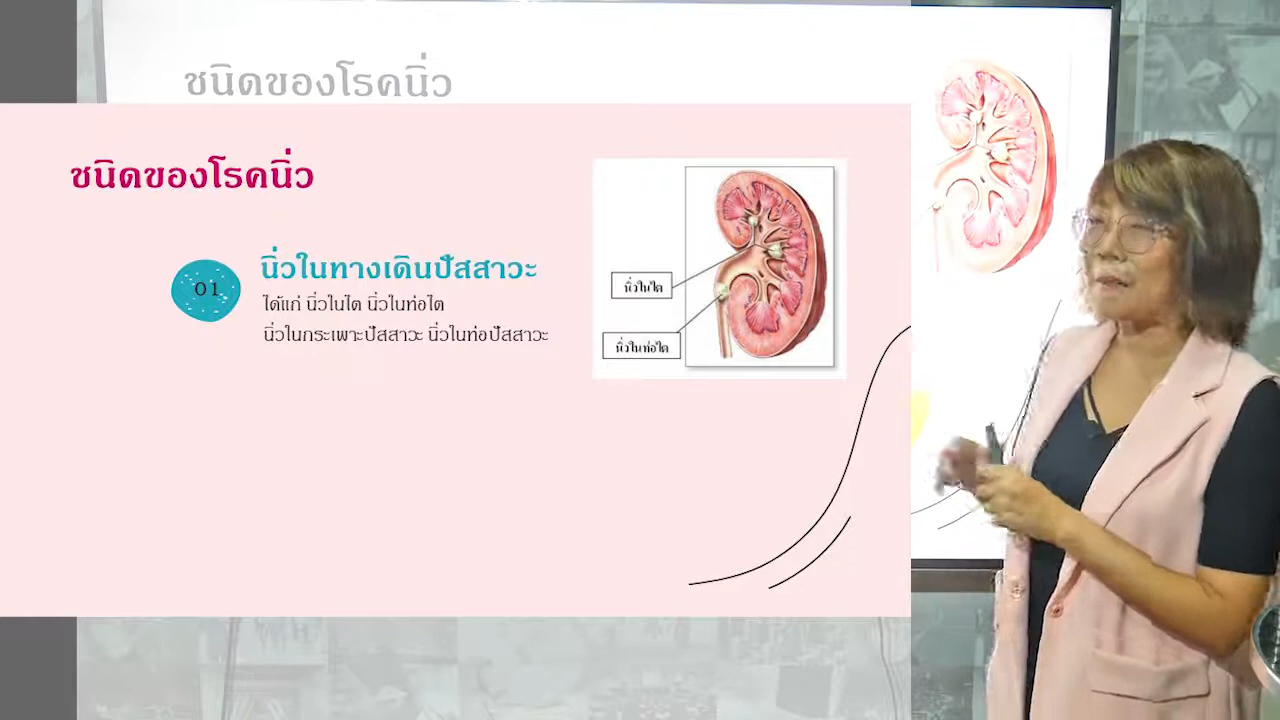 ชนิดของโรคนิ่ว
ชนิดของโรคนิ่ว
01
นิ่วในทางเดินปัสสาวะ
ได้แก่ นิ่วในไต นิ่วในท่อไต
นิ่วในกระเพาะปัสสาวะ นิ่วในท่อปัสสาวะ
นิ่วในไต
นิ่วในท่อไต